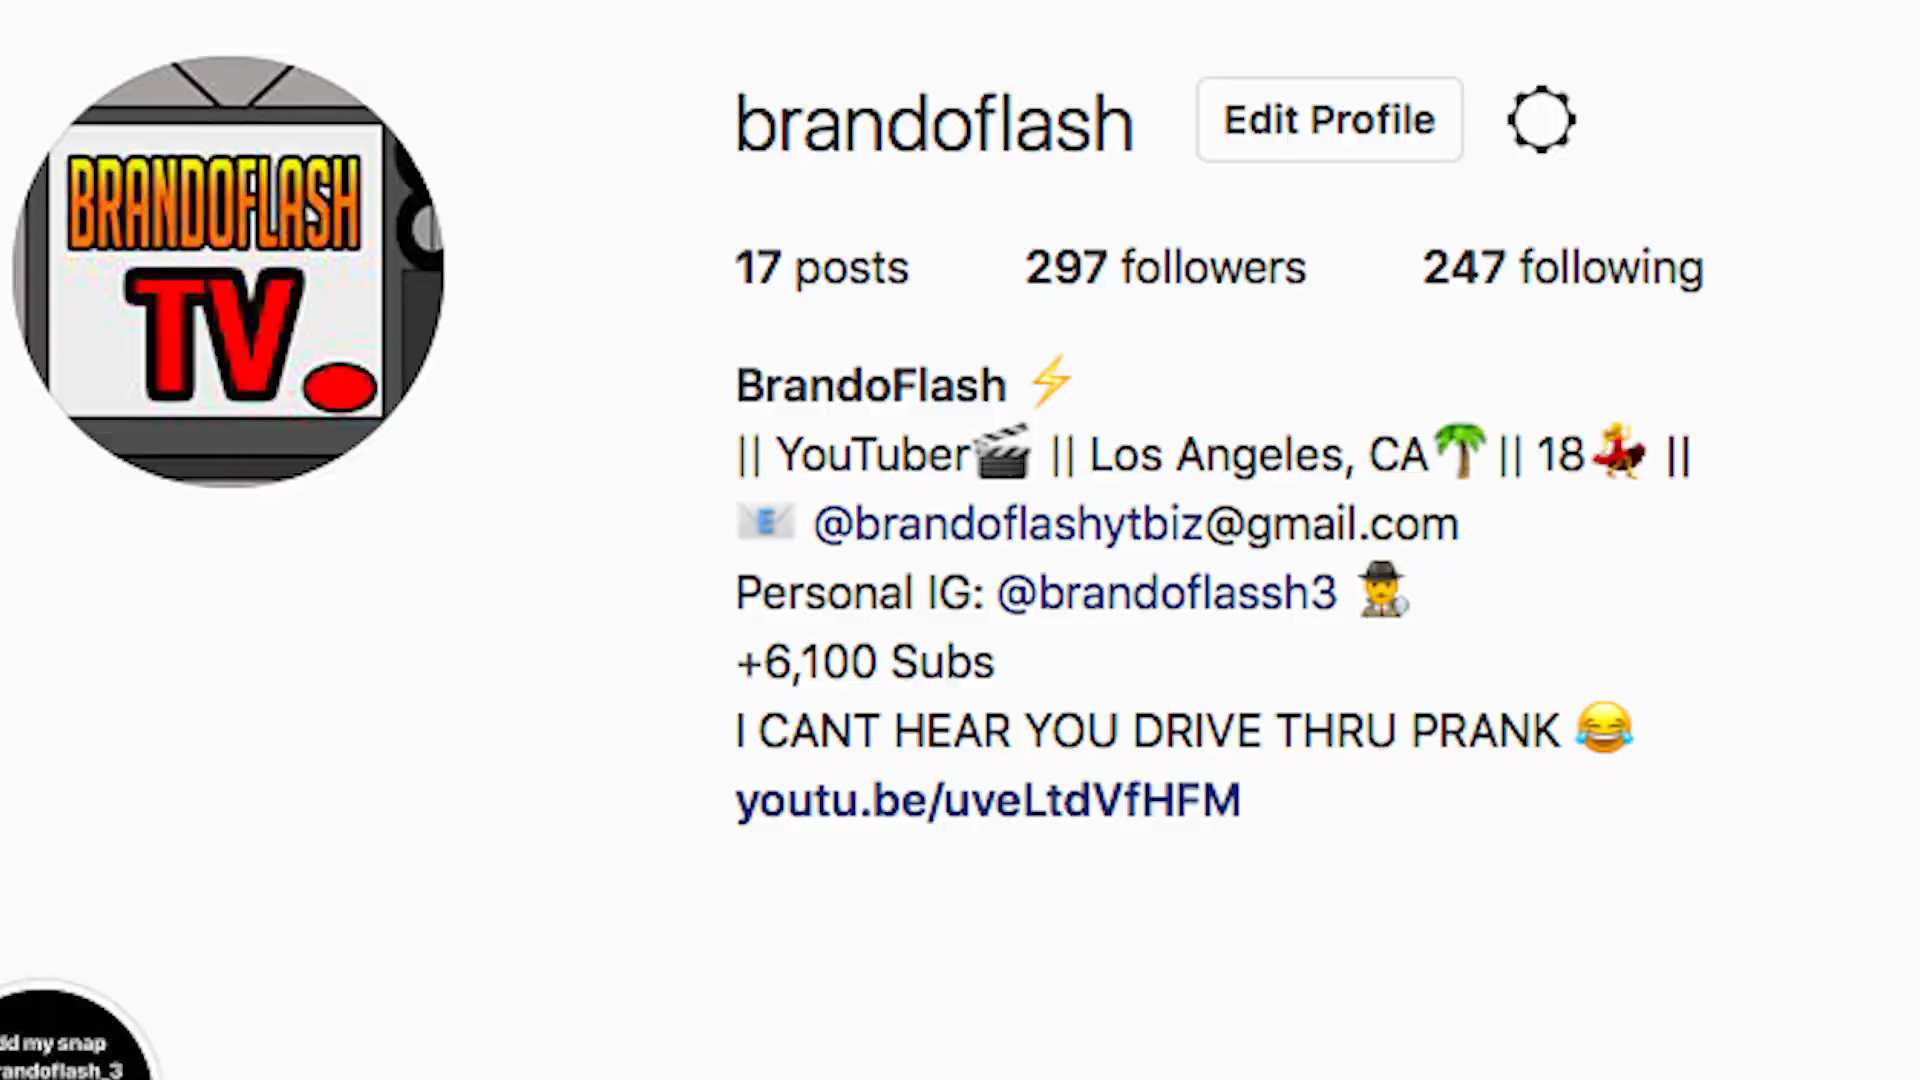 BRANDOFLASH
TV
brandoflash Edit Profile
17 posts 297 followers 247 following
BrandoFlash ⚡
|| YouTuber🎬 || Los Angeles, CA🌴|| 18💃 ||
📧 @brandoflashytbiz@gmail.com
Personal IG: @brandoflassh3 🕵️
+6,100 Subs
I CANT HEAR YOU DRIVE THRU PRANK 😂
youtu.be/uveLtdVfHFM
my snap
randoflash_3